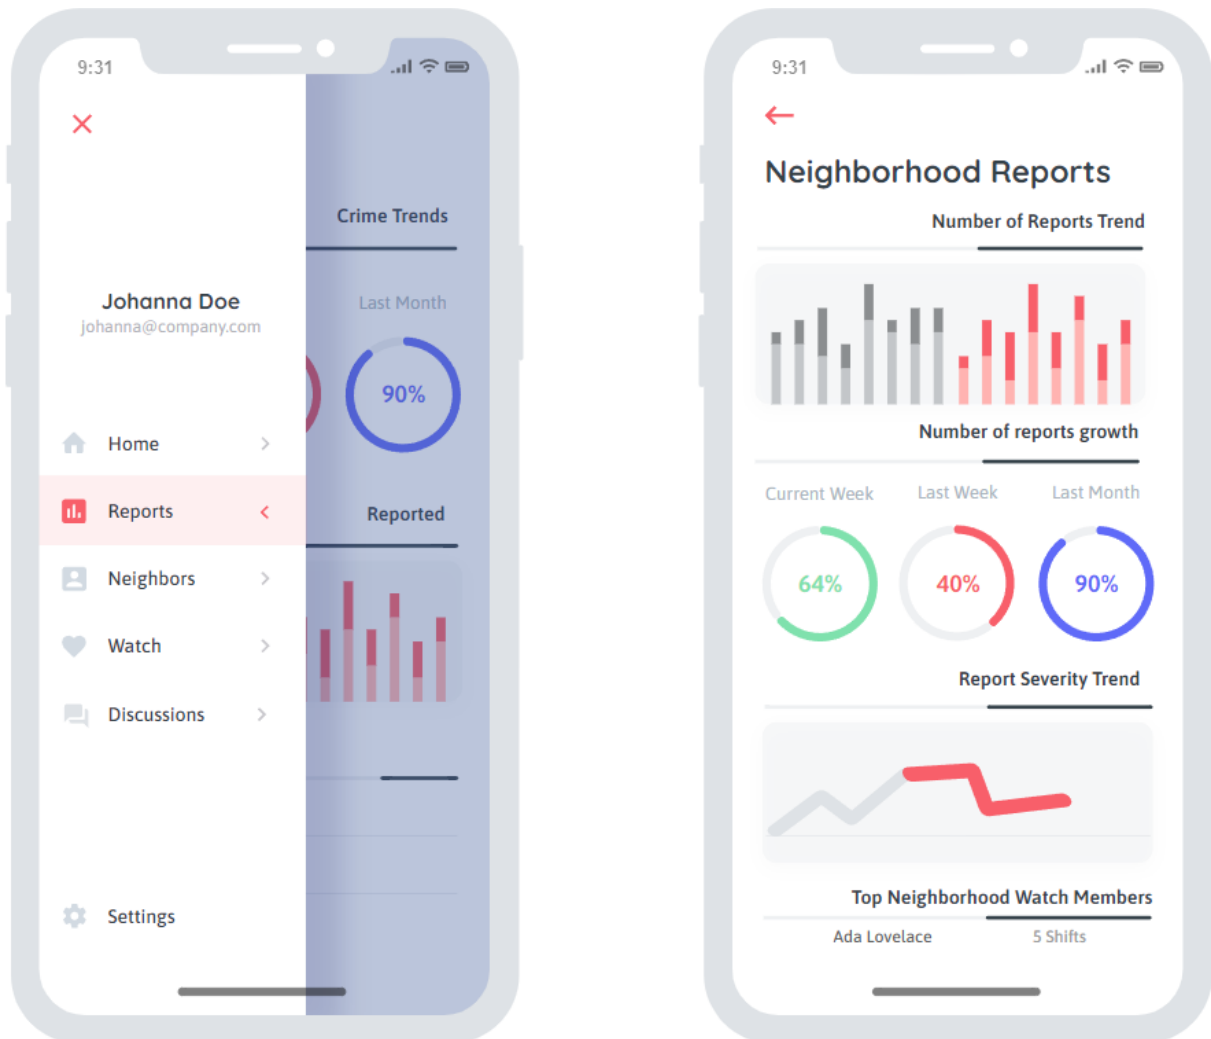 9:31
Crime Trends
Johanna Doe
johanna@company.com
Last Month
90%
Home
Reports
Reported
Neighbors
Watch
Discussions
Settings
9:31
Neighborhood Reports
Number of Reports Trend
Number of reports growth
Current Week Last Week Last Month
64% 40% 90%
Report Severity Trend
Top Neighborhood Watch Members
Ada Lovelace 5 Shifts